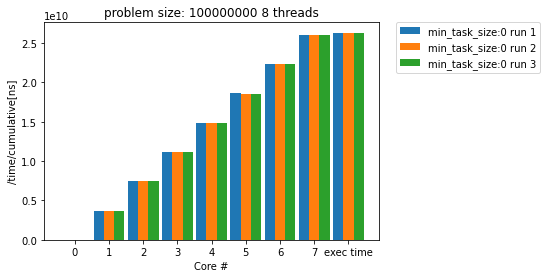 problem size: 100000000 8 threads
1e10
2.5
2.0
1.5
1.0
0.5
0.0
/time/cumulative[ns]
0 1 2 3 4 5 6 7 exec time
Core #
min_task_size:0 run 1
min_task_size:0 run 2
min_task_size:0 run 3